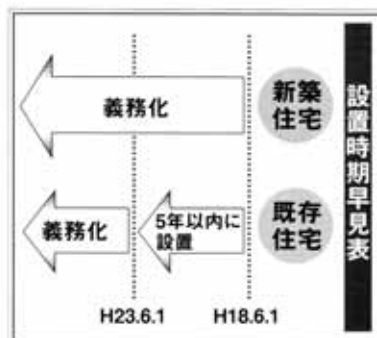 設置時期早見表
新築
住宅
義務化
既存
住宅
5年以内に
設置
義務化
H23.6.1
H18.6.1